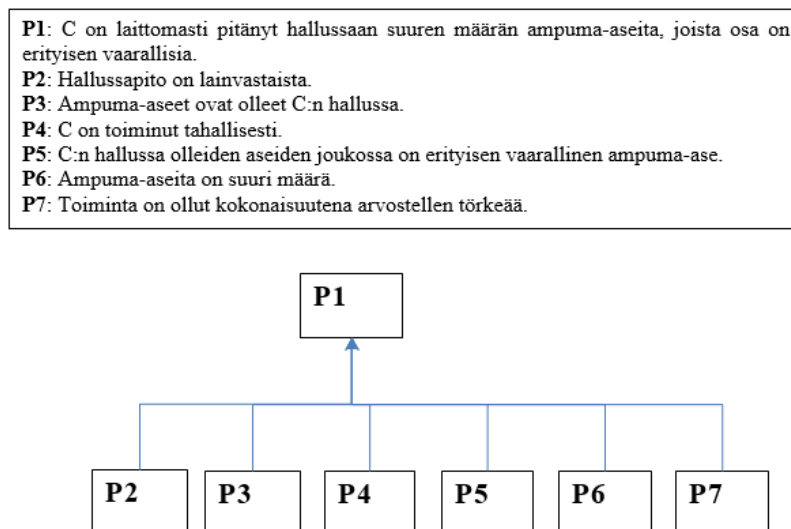 P1: C on laittomasti pitänyt hallussaan suuren määrän ampuma-aseita, joista osa on
erityisen vaarallisia.
P2: Hallussapito on lainvastaista.
P3: Ampuma-aseet ovat olleet C:n hallussa.
P4: C on toiminut tahallisesti.
P5: C:n hallussa olleiden aseiden joukossa on erityisen vaarallinen ampuma-ase.
P6: Ampuma-aseita on suuri määrä.
P7: Toiminta on ollut kokonaisuutena arvostellen törkeää.
P1
P2 P3 P4 P5 P6 P7